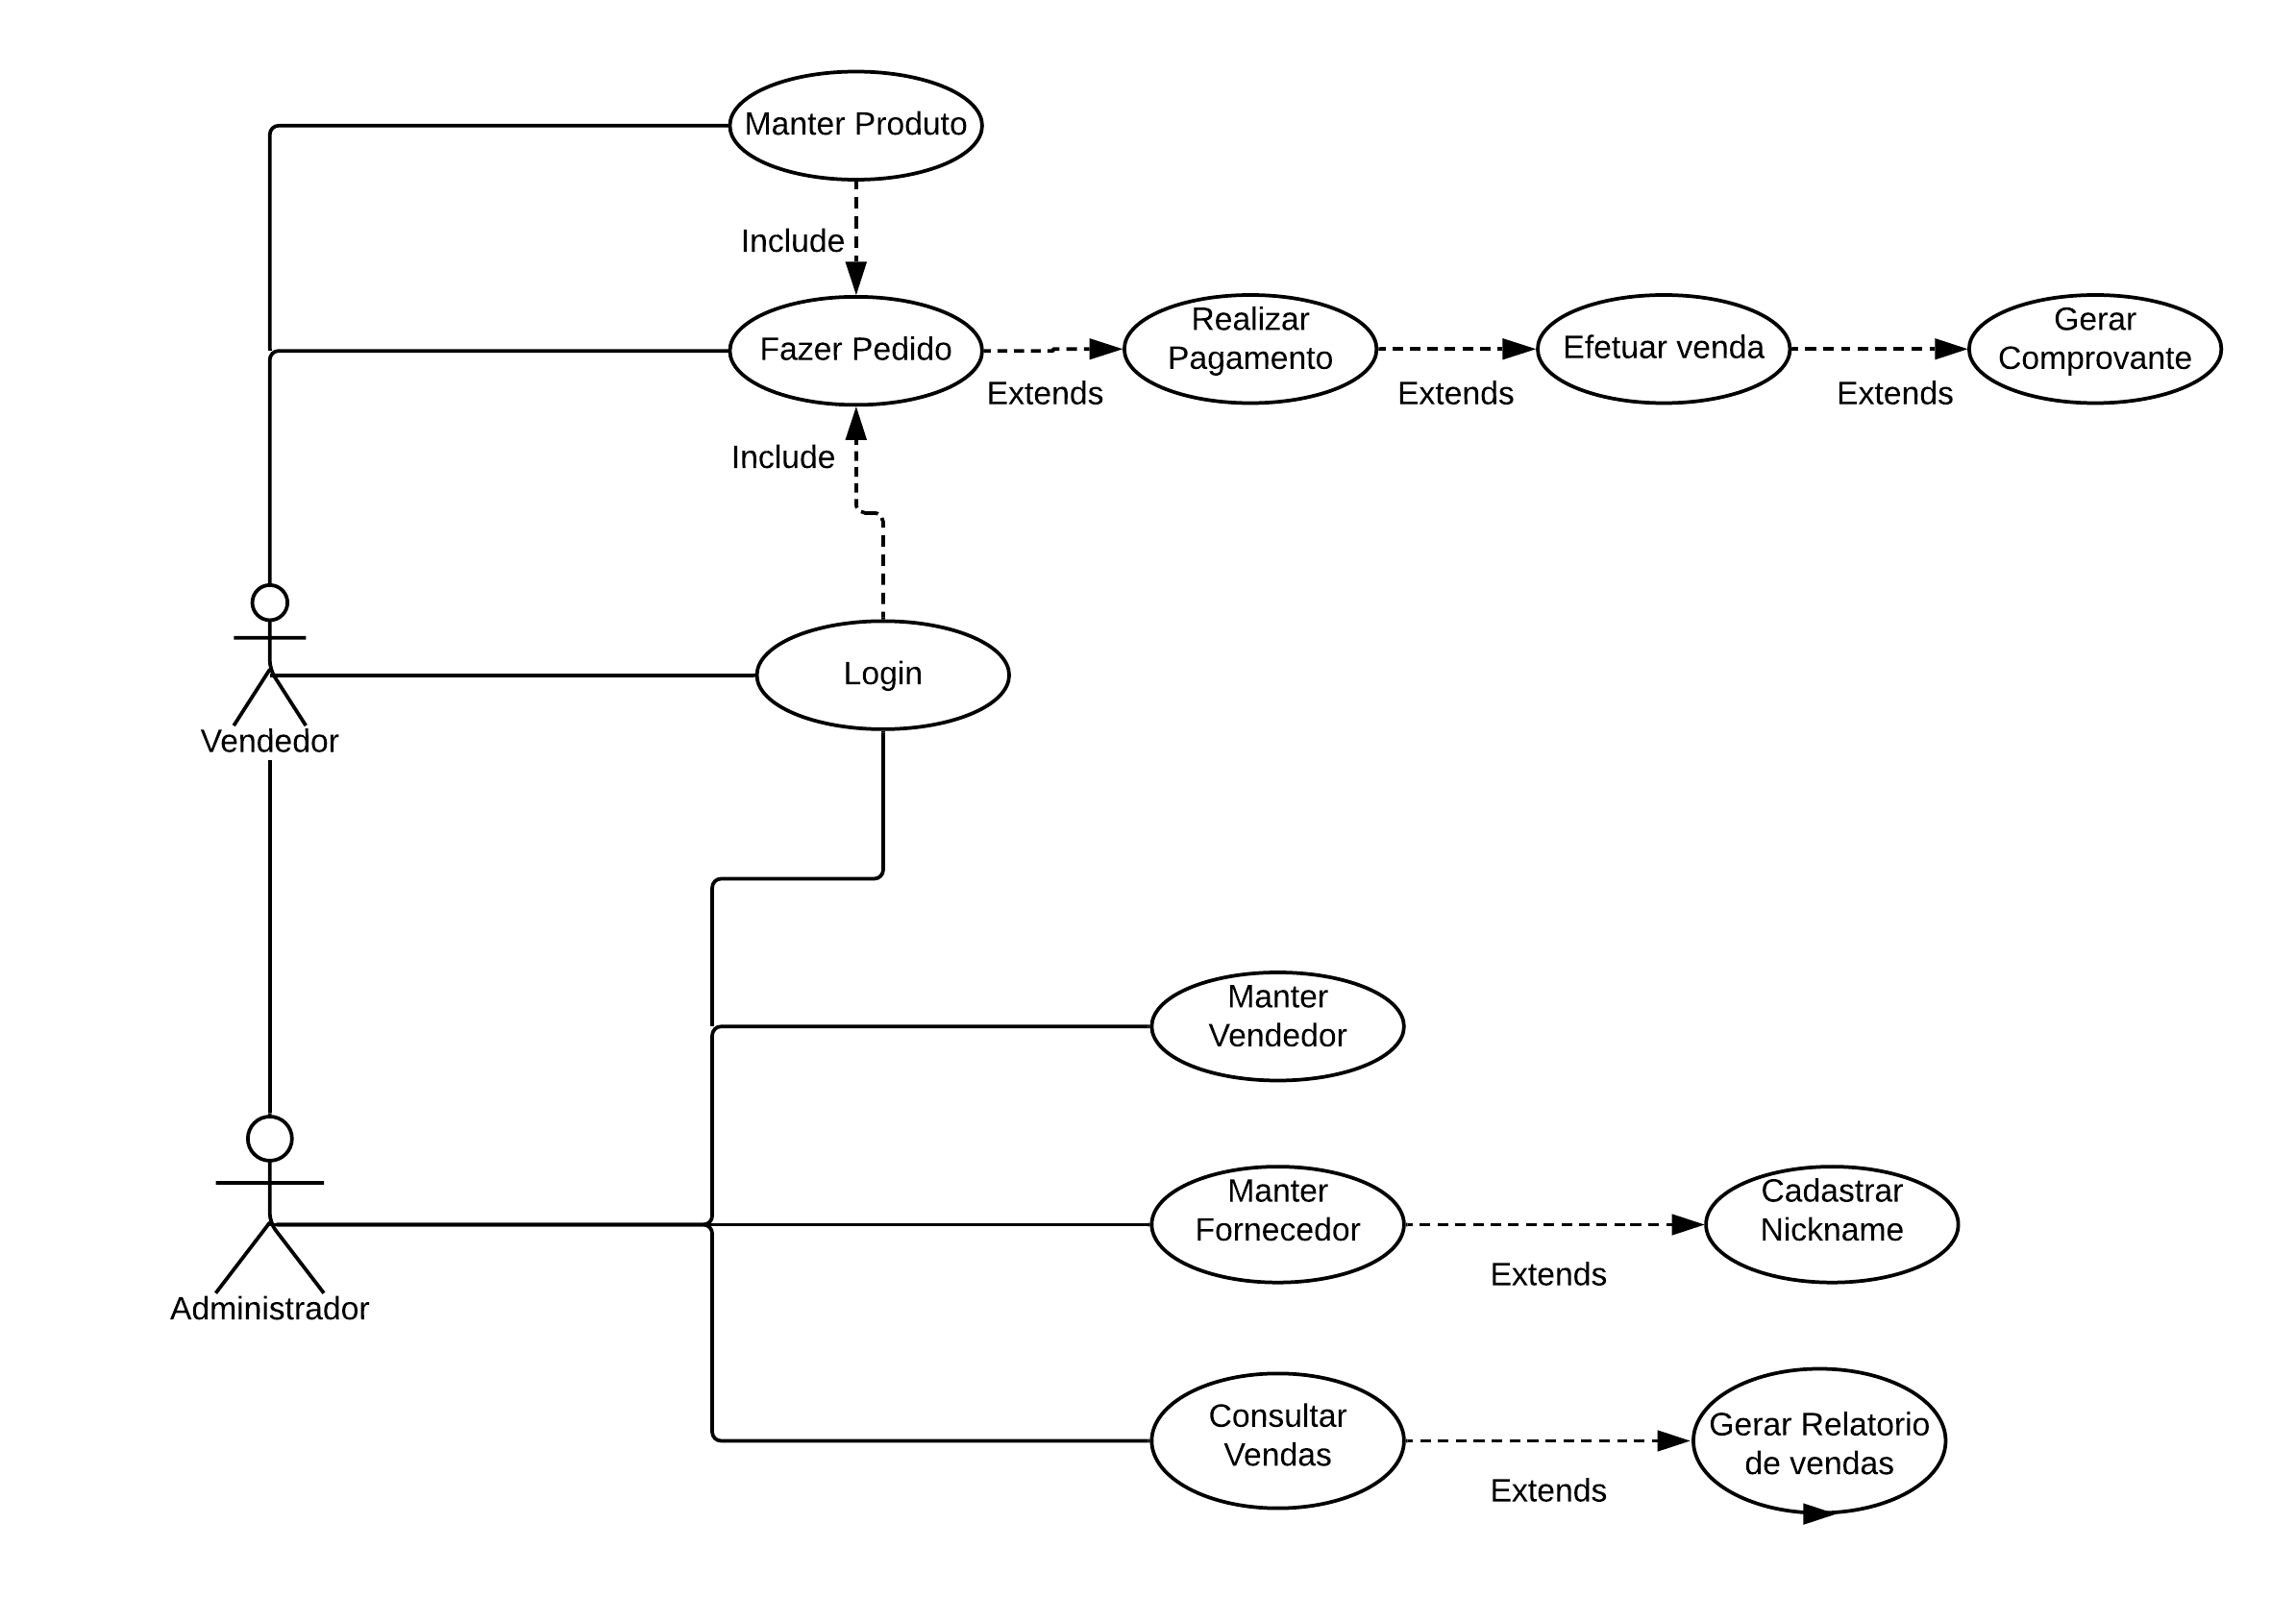 Manter Produto
Include
Fazer Pedido
Extends
Realizar
Pagamento
Extends
Efetuar venda
Extends
Gerar
Comprovante
Include
Login
Vendedor
Manter
Vendedor
Administrador
Manter
Fornecedor
Extends
Cadastrar
Nickname
Consultar
Vendas
Extends
Gerar Relatorio
de vendas